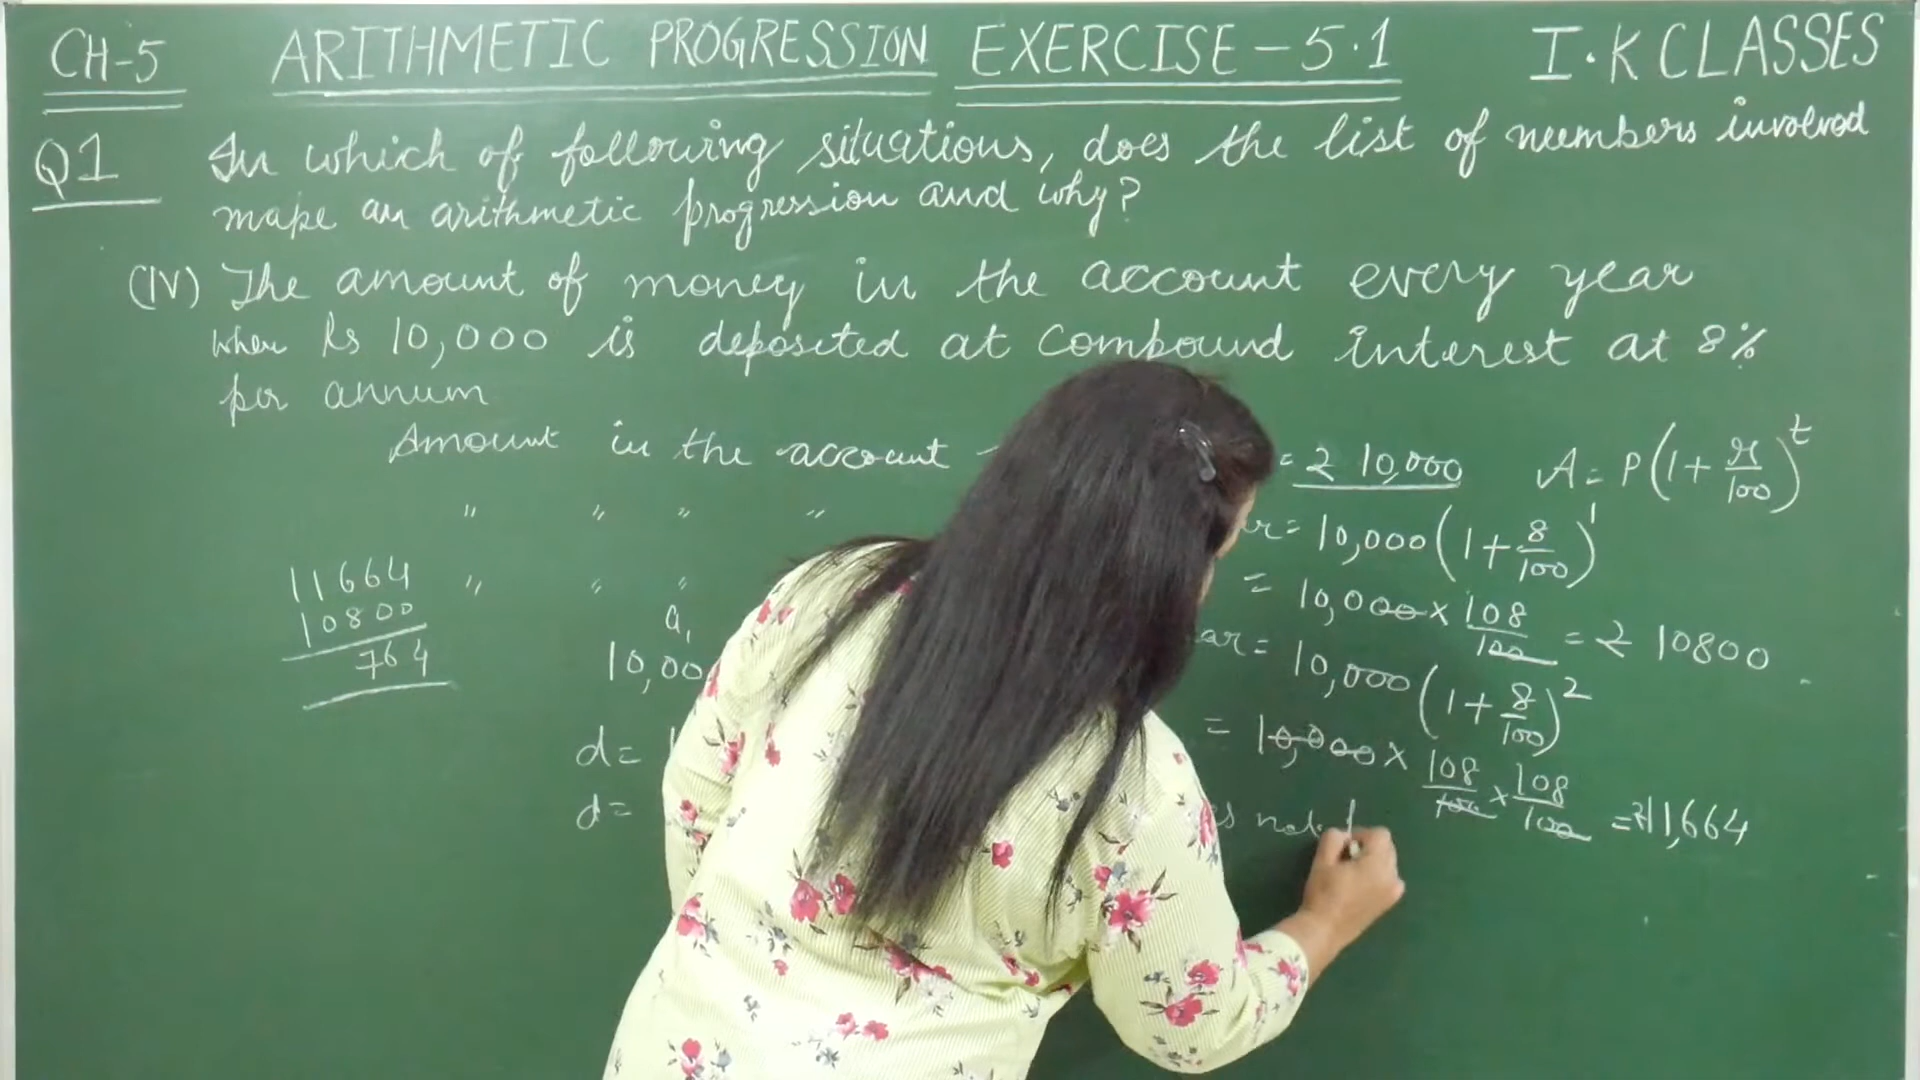 CH-5 ARITHMETIC PROGRESSION EXERCISE-5.1 I.K CLASSES
Q1 In which of following situations, does the list of numbers involved
make an arithmetic progression and why?
(IV) The amount of money in the account every year
when Rs 10,000 is deposited at compound interest at 8%
per annum
Amount in the account = ₹ 10,000 A = P(1 + r/100)^t
" " " " = 10,000(1 + 8/100)^1
11664 " " " = 10,000 × 108/100 = ₹ 10800
10800
764
a₁
10,00 = 10,000(1 + 8/100)^2
d = = 10,000 × 108/100 × 108/100 = ₹11,664
d = is not